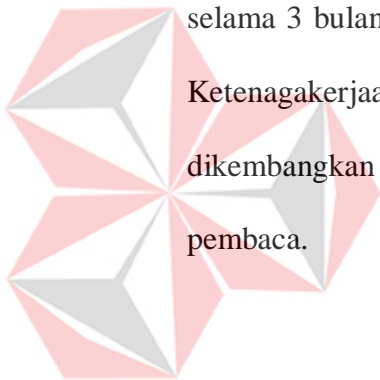 selama 3 bulan
Ketenagakerjaa
dikembangkan
pembaca.